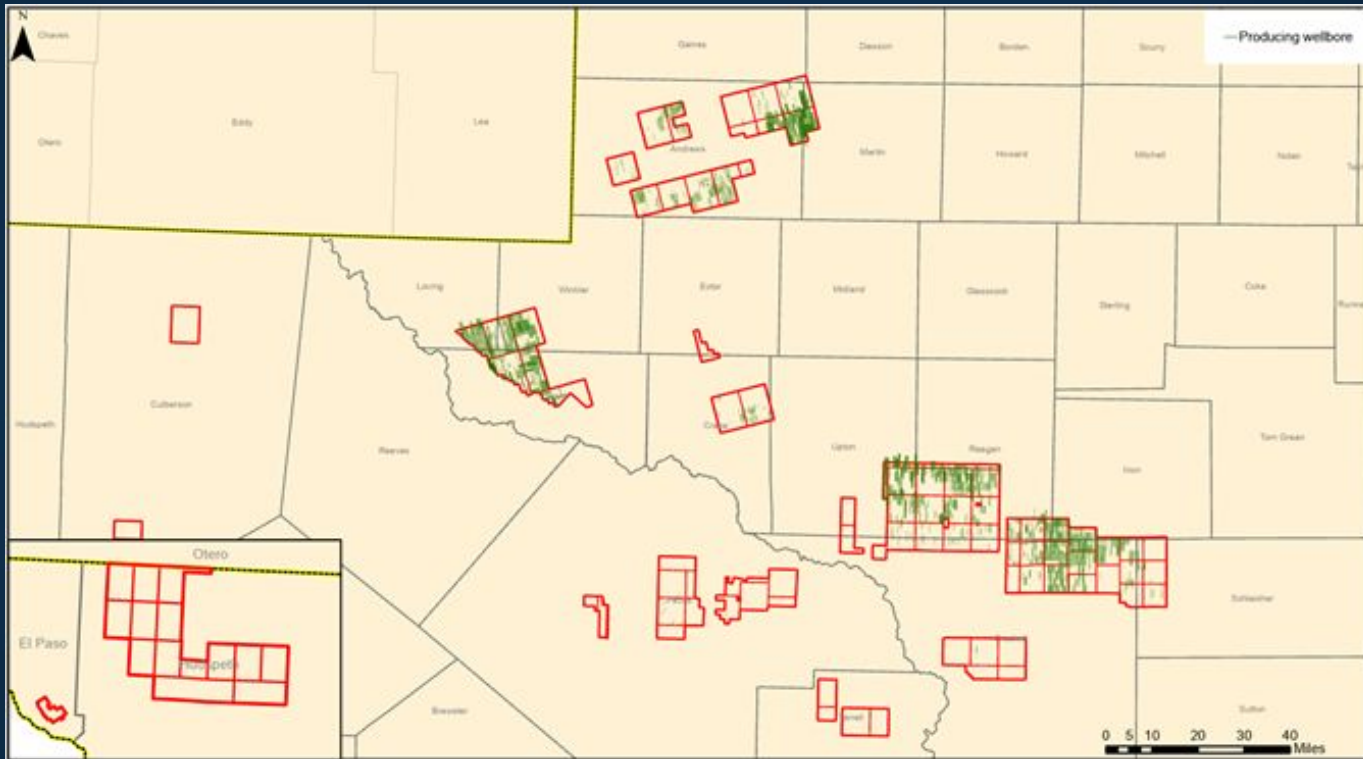 N
Chaves
Gaines
Dawson
Borden
Scurry
Producing wellbore
Otero
Eddy
Lea
Andrews
Martin
Howard
Mitchell
Nolan
Loving
Winkler
Ector
Midland
Glasscock
Sterling
Coke
Culberson
Hudspeth
Reeves
Upton
Reagan
Irion
Tom Green
Otero
El Paso
Hudspeth
Schleicher
Brewster
Sutton
0 5 10 20 30 40
Miles